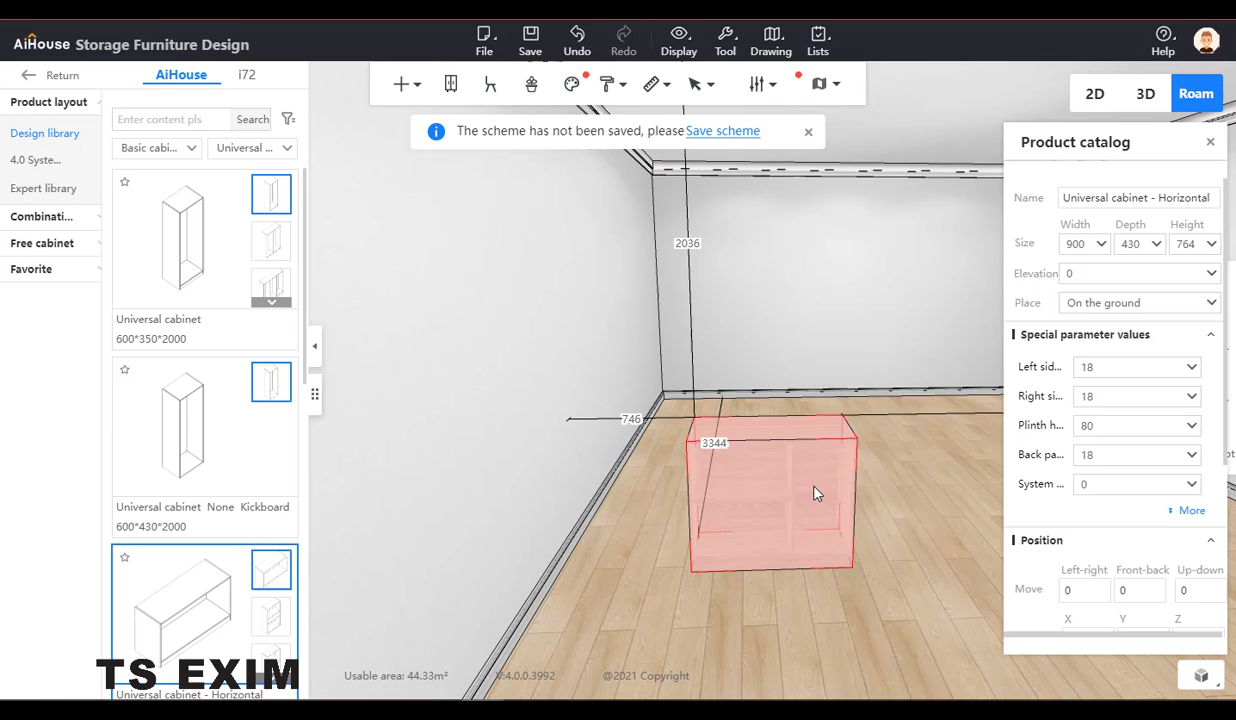 AiHouse Storage Furniture Design
File
Save
Undo
Redo
Display
Tool
Drawing
Lists
Help
Return
AiHouse
i72
Product layout
Design library
4.0 Syste...
Expert library
Combinati...
Free cabinet
Favorite
Enter content pls
Search
Basic cabi...
Universal ...
Universal cabinet
600*350*2000
Universal cabinet None Kickboard
600*430*2000
Universal cabinet - Horizontal
TS EXIM
The scheme has not been saved, please Save scheme
2D
3D
Roam
2036
746
3344
Usable area: 44.33m²
V:4.0.0.3992
@2021 Copyright
Product catalog
Name
Universal cabinet - Horizontal
Width
Depth
Height
Size
900
430
764
Elevation
0
Place
On the ground
Special parameter values
Left sid...
18
Right si...
18
Plinth h...
80
Back pa...
18
System ...
0
More
Position
Left-right
Front-back
Up-down
Move
0
0
0
X
Y
Z